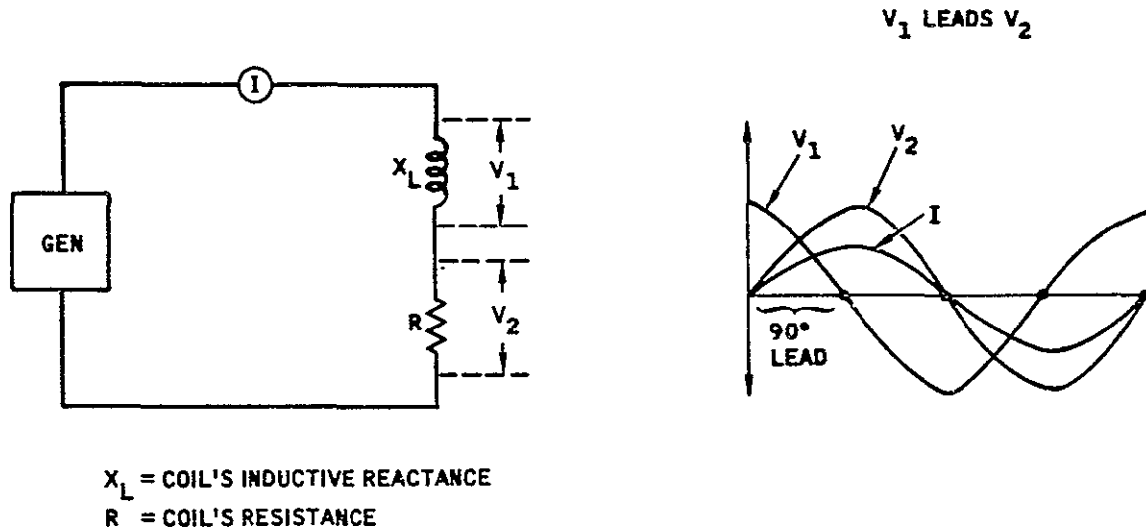 V1 LEADS V2
I
XL
V1
GEN
R
V2
V1
V2
I
90°
LEAD
XL = COIL'S INDUCTIVE REACTANCE
R = COIL'S RESISTANCE